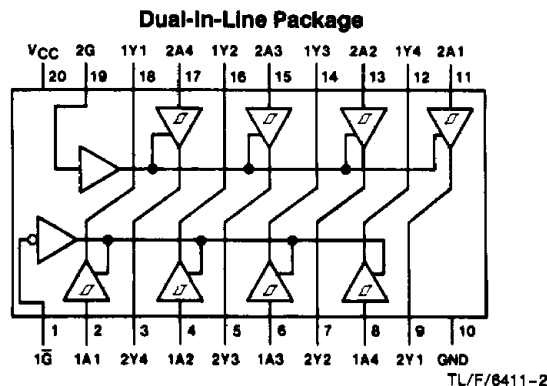 Dual-In-Line Package
VCC 2G 1Y1 2A4 1Y2 2A3 1Y3 2A2 1Y4 2A1
20 19 18 17 16 15 14 13 12 11
1 2 3 4 5 6 7 8 9 10
1G̅ 1A1 2Y4 1A2 2Y3 1A3 2Y2 1A4 2Y1 GND
TL/F/6411-2